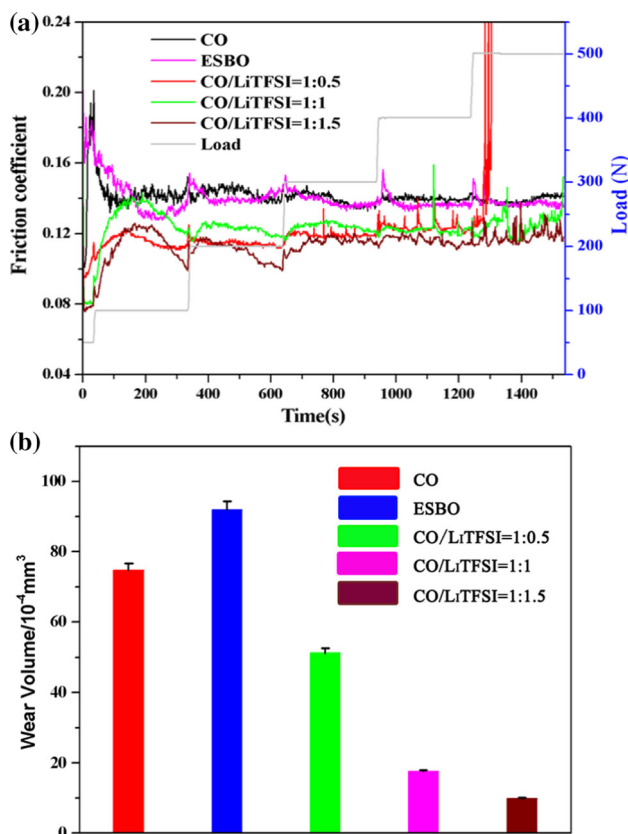 (a)
0.24
0.20
0.16
0.12
0.08
0.04
Friction coefficient
CO
ESBO
CO/LiTFSI=1:0.5
CO/LiTFSI=1:1
CO/LiTFSI=1:1.5
Load
500
400
300
200
100
0
Load (N)
0 200 400 600 800 1000 1200 1400
Time(s)
(b)
100
80
60
40
20
0
Wear Volume/10⁻⁴mm³
CO
ESBO
CO/LITFSI=1:0.5
CO/LITFSI=1:1
CO/LITFSI=1:1.5